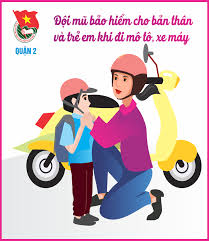 Đội mũ bảo hiểm cho bản thân
và trẻ em khi đi mô tô, xe máy
QUẬN 2